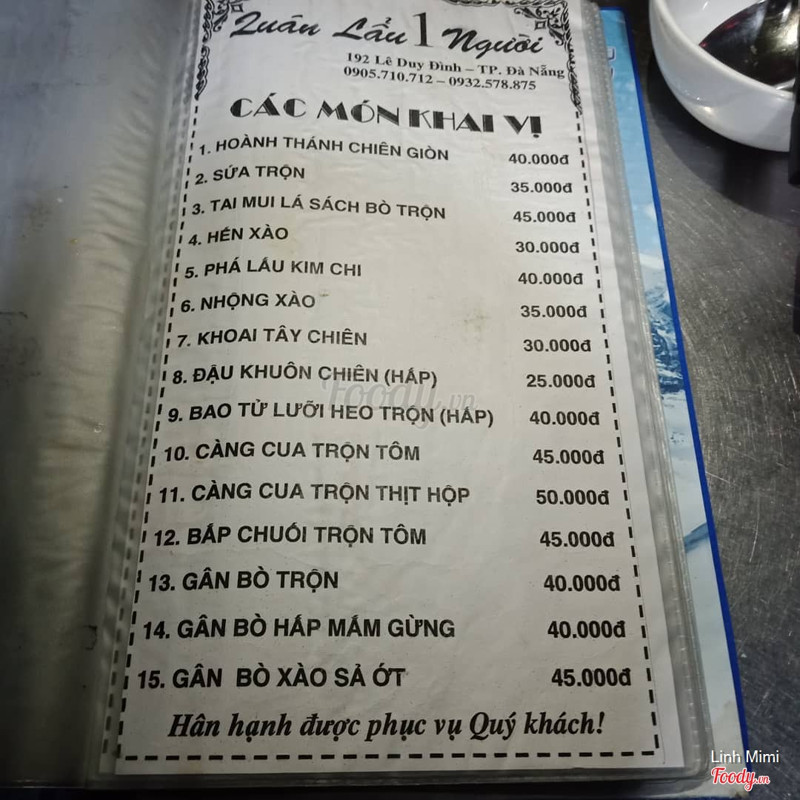 Quán Lẩu 1 Người
192 Lê Duy Đình – TP. Đà Nẵng
0905.710.712 – 0932.578.875
CÁC MÓN KHAI VỊ
1. HOÀNH THÁNH CHIÊN GIÒN 40.000đ
2. SỨA TRỘN 35.000đ
3. TAI MUI LÁ SÁCH BÒ TRỘN 45.000đ
4. HÉN XÀO 30.000đ
5. PHÁ LẤU KIM CHI 40.000đ
6. NHỘNG XÀO 35.000đ
7. KHOAI TÂY CHIÊN 30.000đ
8. ĐẬU KHUÔN CHIÊN (HẤP) 25.000đ
9. BAO TỬ LƯỠI HEO TRỘN (HẤP) 40.000đ
10. CÀNG CUA TRỘN TÔM 45.000đ
11. CÀNG CUA TRỘN THỊT HỘP 50.000đ
12. BẮP CHUỐI TRỘN TÔM 45.000đ
13. GÂN BÒ TRỘN 40.000đ
14. GÂN BÒ HẤP MẮM GỪNG 40.000đ
15. GÂN BÒ XÀO SẢ ỚT 45.000đ
Hân hạnh được phục vụ Quý khách!
Foody.vn
Linh Mimi
Foody.vn